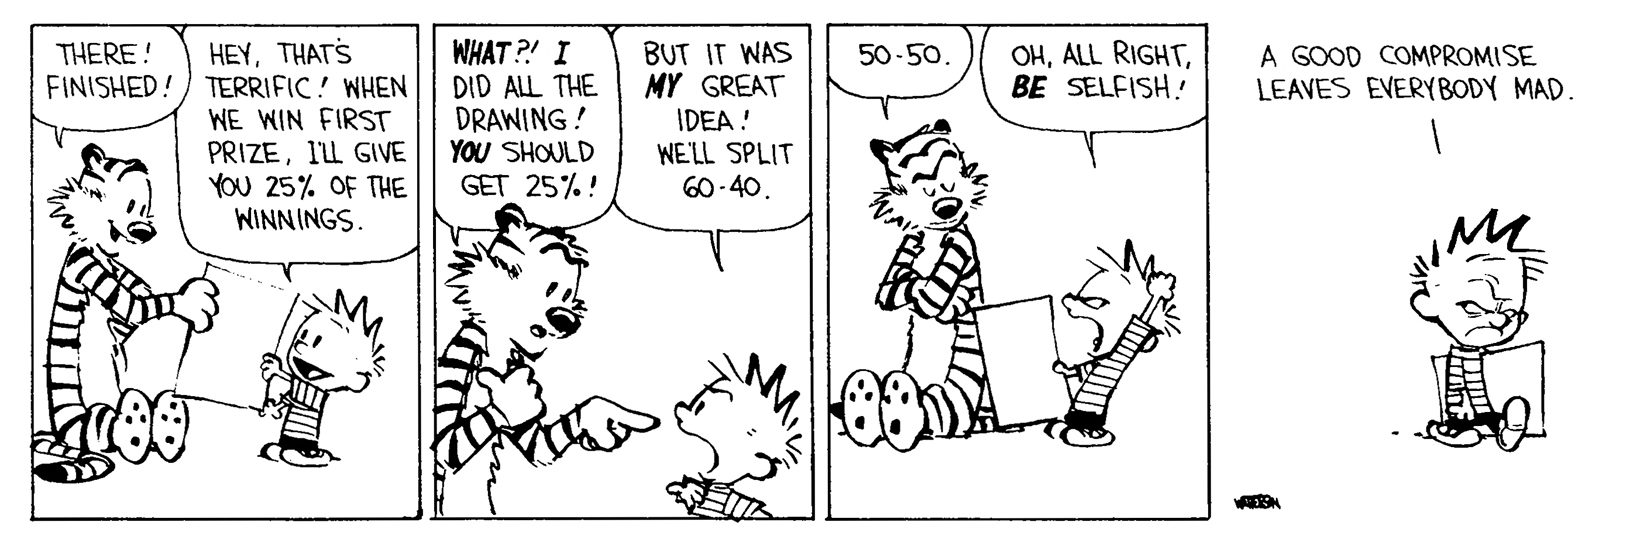 THERE!
FINISHED!
HEY, THAT'S
TERRIFIC! WHEN
WE WIN FIRST
PRIZE, I'LL GIVE
YOU 25% OF THE
WINNINGS.
WHAT?! I
DID ALL THE
DRAWING!
YOU SHOULD
GET 25%!
BUT IT WAS
MY GREAT
IDEA!
WE'LL SPLIT
60-40.
50-50.
OH, ALL RIGHT,
BE SELFISH!
A GOOD COMPROMISE
LEAVES EVERYBODY MAD.
WATTERSON